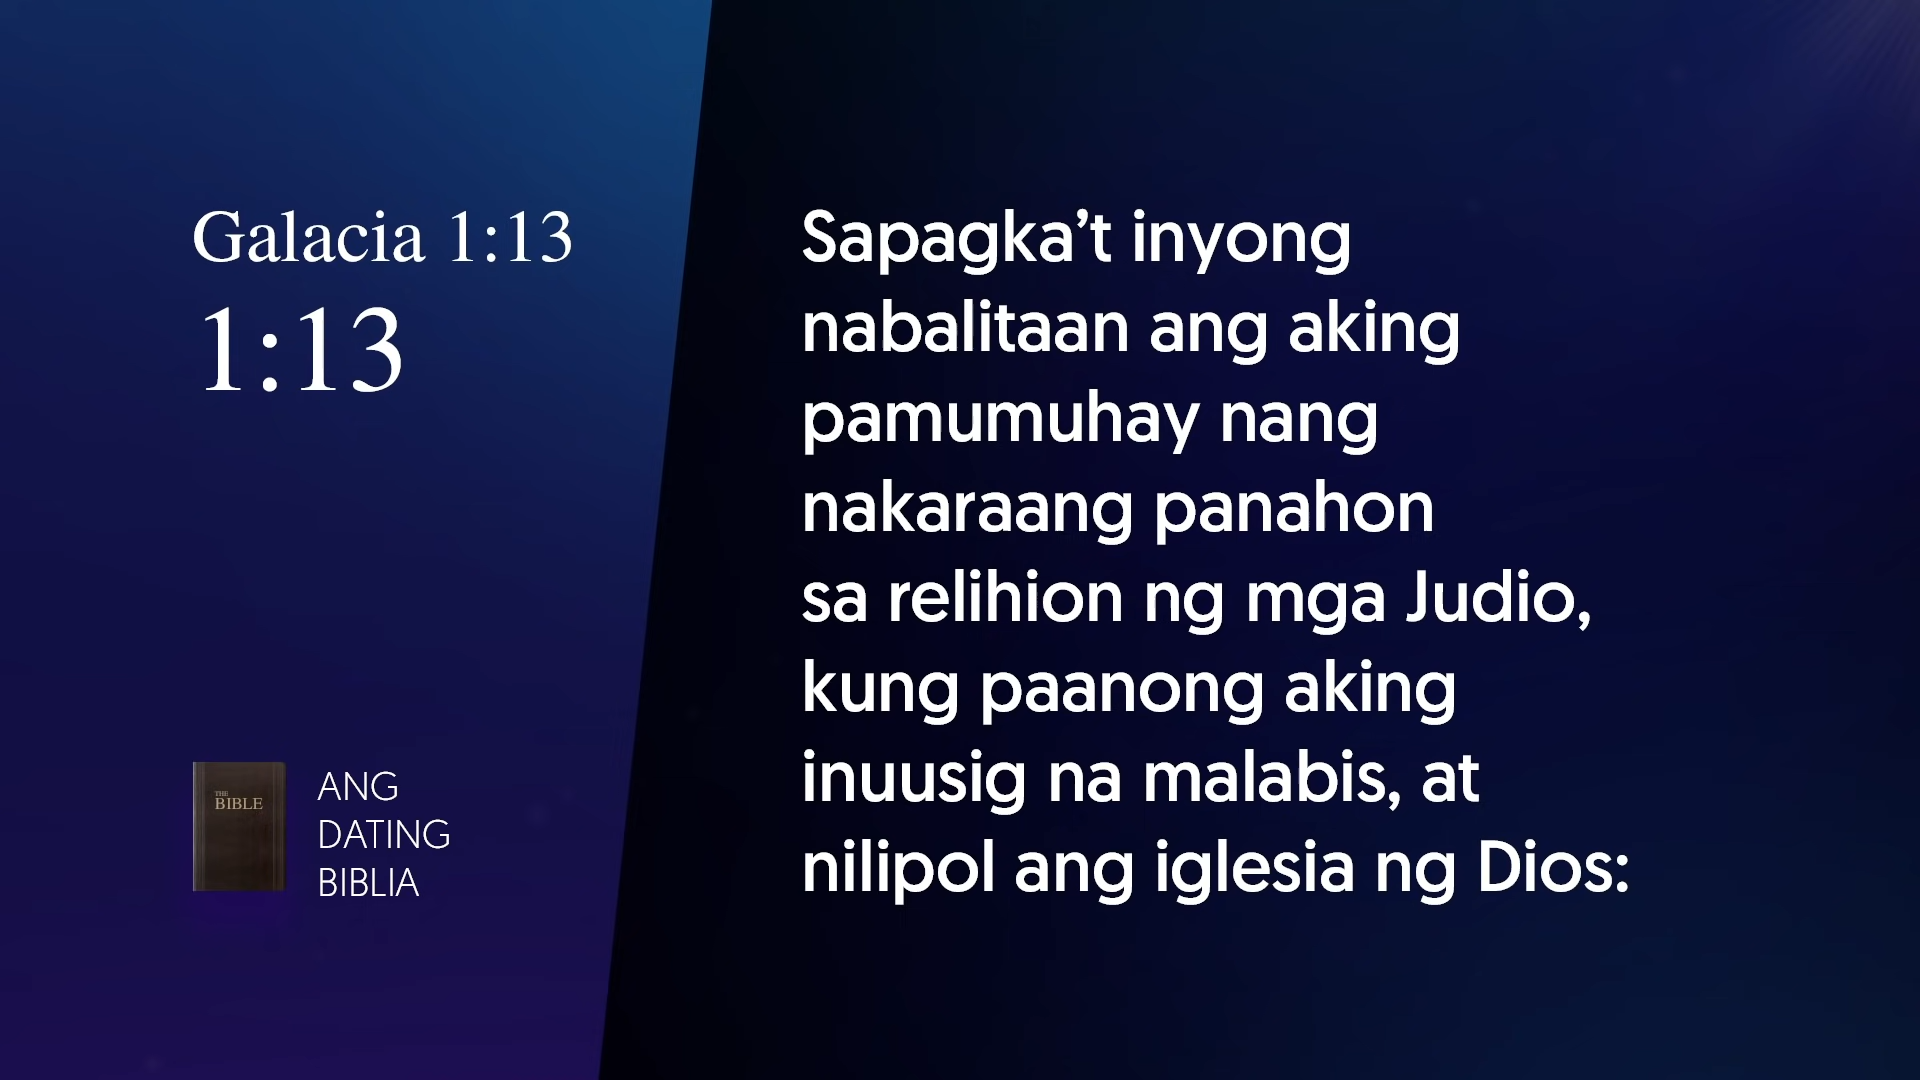 Galacia 1:13
1:13
THE
BIBLE
ANG
DATING
BIBLIA
Sapagka’t inyong
nabalitaan ang aking
pamumuhay nang
nakaraang panahon
sa relihion ng mga Judio,
kung paanong aking
inuusig na malabis, at
nilipol ang iglesia ng Dios: